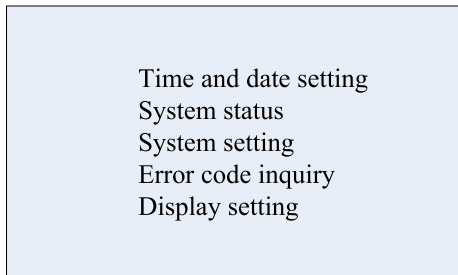 Time and date setting
System status
System setting
Error code inquiry
Display setting